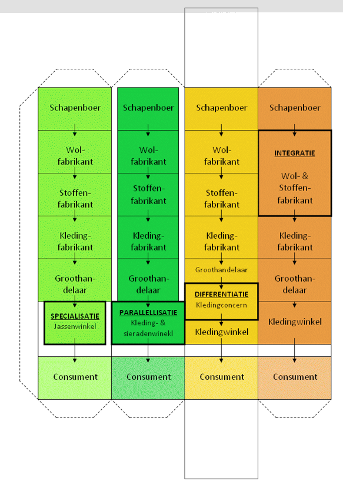 Schapenboer
Wol-
fabrikant
Stoffen-
fabrikant
Kleding-
fabrikant
Groothan-
delaar
SPECIALISATIE
Jassenwinkel
Consument
Schapenboer
Wol-
fabrikant
Stoffen-
fabrikant
Kleding-
fabrikant
Groothan-
delaar
PARALLELLISATIE
Kleding- &
sieradenwinkel
Consument
Schapenboer
Wol-
fabrikant
Stoffen-
fabrikant
Kleding-
fabrikant
Groothandelaar
DIFFERENTIATIE
Kledingconcern
Kledingwinkel
Consument
Schapenboer
INTEGRATIE
Wol- &
Stoffen-
fabrikant
Kleding-
fabrikant
Groothan-
delaar
Kledingwinkel
Consument